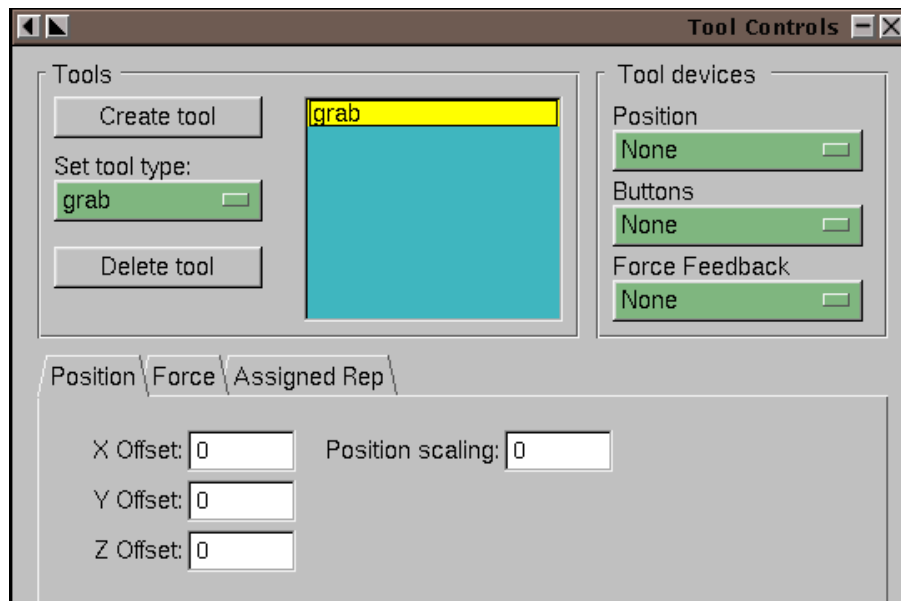 Tool Controls
Tools
Create tool
Set tool type:
grab
Delete tool
grab
Tool devices
Position
None
Buttons
None
Force Feedback
None
Position Force Assigned Rep
X Offset: 0 Position scaling: 0
Y Offset: 0
Z Offset: 0